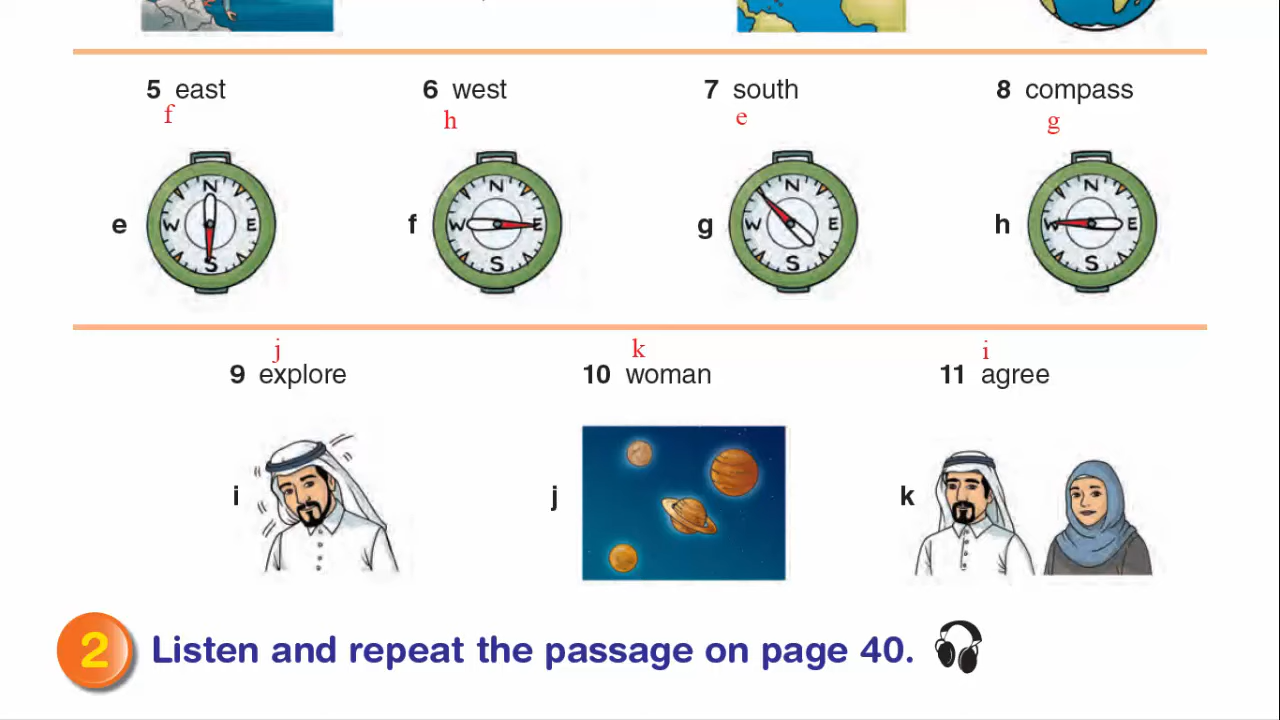 5 east 6 west 7 south 8 compass
f h e g
e N E S W f N E S W g N E S W h N E S W
j k i
9 explore 10 woman 11 agree
i j k
2 Listen and repeat the passage on page 40.